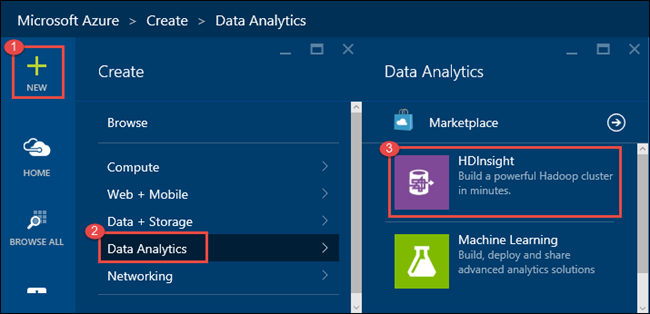 Microsoft Azure > Create > Data Analytics
1
NEW
HOME
BROWSE ALL
Create
Browse
Compute
Web + Mobile
Data + Storage
2
Data Analytics
Networking
Data Analytics
Marketplace
3
HDInsight
Build a powerful Hadoop cluster
in minutes.
Machine Learning
Build, deploy and share
advanced analytics solutions